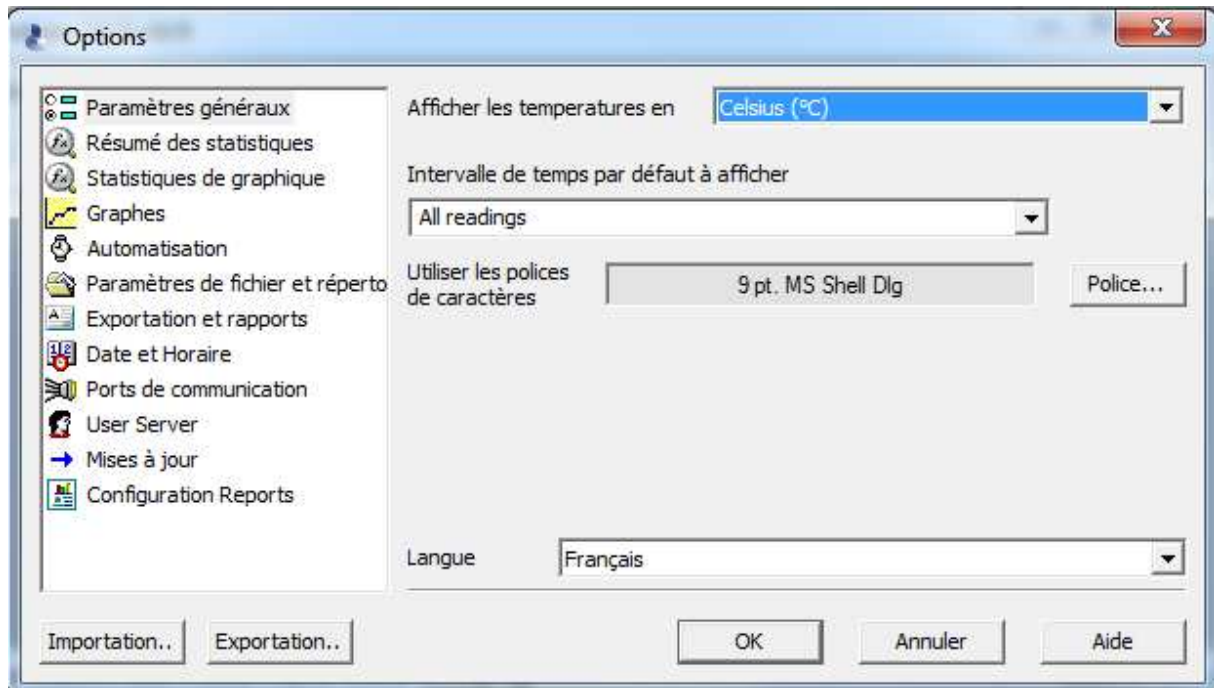 Options
Paramètres généraux
Résumé des statistiques
Statistiques de graphique
Graphes
Automatisation
Paramètres de fichier et réperto
Exportation et rapports
Date et Horaire
Ports de communication
User Server
Mises à jour
Configuration Reports
Afficher les temperatures en
Celsius (°C)
Intervalle de temps par défaut à afficher
All readings
Utiliser les polices
de caractères
9 pt. MS Shell Dlg
Police...
Langue
Français
Importation..
Exportation..
OK
Annuler
Aide